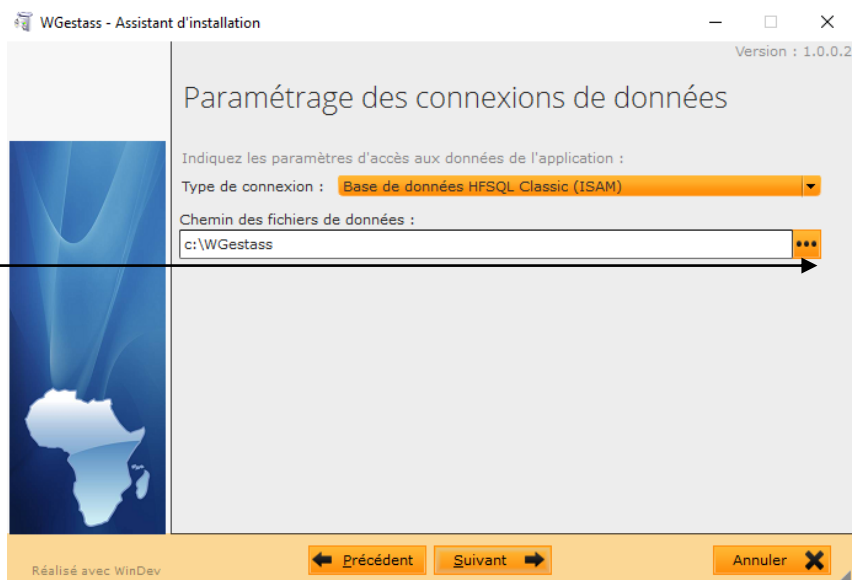 WGestass - Assistant d'installation
Version : 1.0.0.2
Paramétrage des connexions de données
Indiquez les paramètres d'accès aux données de l'application :
Type de connexion : Base de données HFSQL Classic (ISAM)
Chemin des fichiers de données :
c:\WGestass
Réalisé avec WinDev
Précédent
Suivant
Annuler